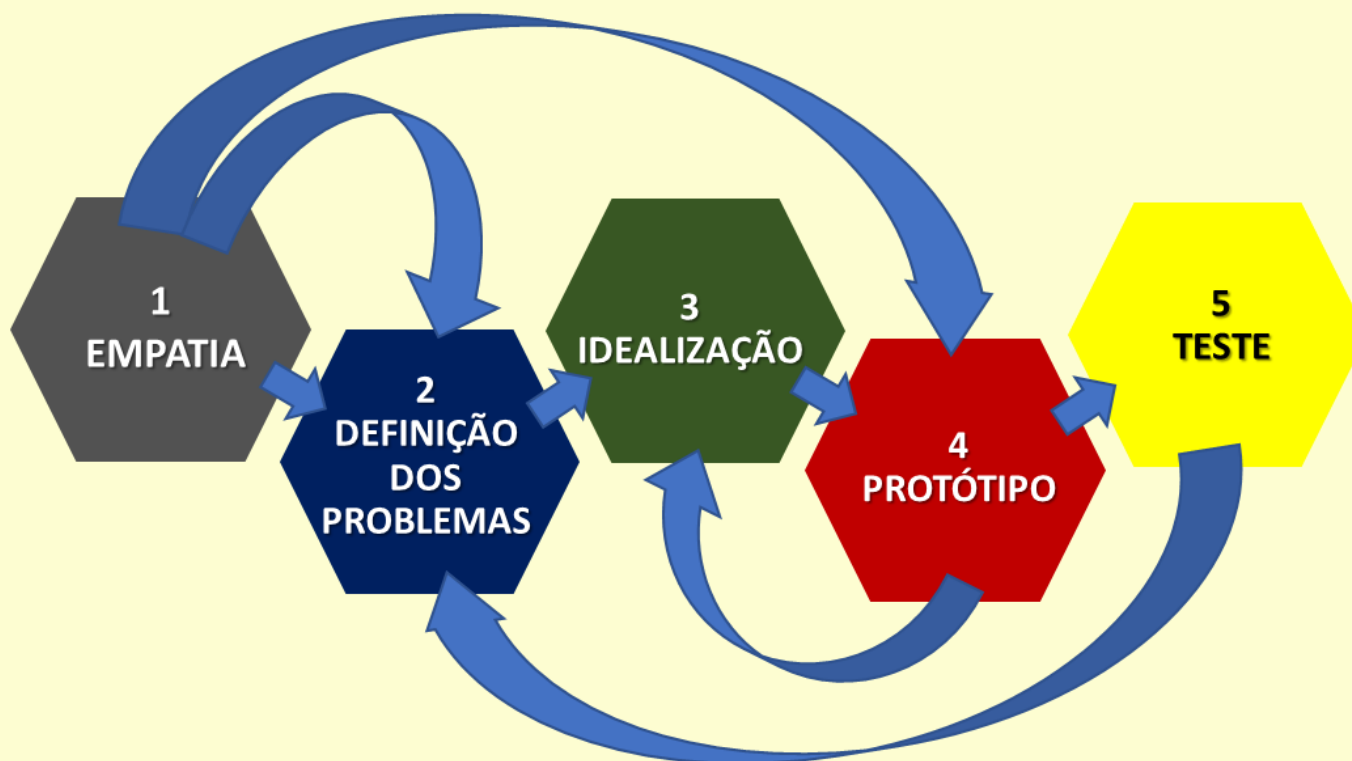 1
EMPATIA
2
DEFINIÇÃO
DOS
PROBLEMAS
3
IDEALIZAÇÃO
4
PROTÓTIPO
5
TESTE